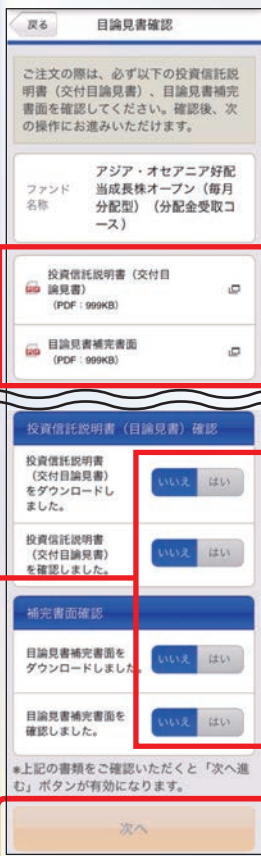 戻る
目論見書確認
ご注文の際は、必ず以下の投資信託説
明書（交付目論見書）、目論見書補完
書面を確認してください。確認後、次
の操作にお進みいただけます。
ファンド
名称
アジア・オセアニア好配
当成長株オープン（毎月
分配型）（分配金受取コ
ース）
投資信託説明書（交付目
論見書）
（PDF：999KB）
目論見書補完書面
（PDF：999KB）
投資信託説明書（目論見書）確認
投資信託説明書
（交付目論見書）
をダウンロードし
ました。
いいえ はい
投資信託説明書
（交付目論見書）
を確認しました。
いいえ はい
補完書面確認
目論見書補完書面を
ダウンロードしました。
いいえ はい
目論見書補完書面を
確認しました。
いいえ はい
※上記の書類をご確認いただくと「次へ進
む」ボタンが有効になります。
次へ